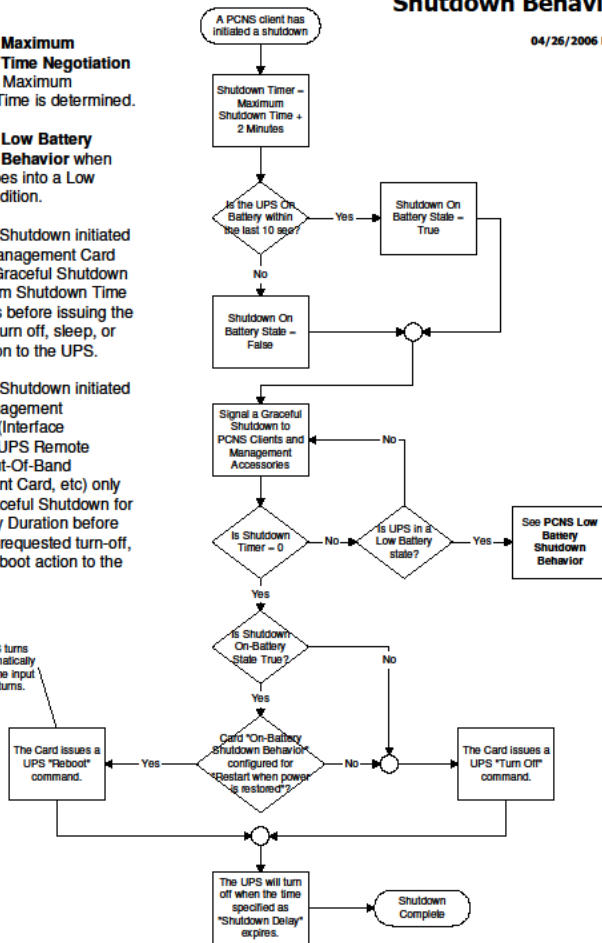 Shutdown Behavi
04/26/2006
Maximum
Time Negotiation
Maximum
Time is determined.
Low Battery
Behavior when
es into a Low
dition.
Shutdown initiated
anagement Card
Graceful Shutdown
m Shutdown Time
s before issuing the
urn off, sleep, or
on to the UPS.
Shutdown initiated
agement
(Interface
UPS Remote
ut-Of-Band
nt Card, etc) only
ceful Shutdown for
y Duration before
requested turn-off,
boot action to the
S turns
matically
he input
turns.
A PCNS client has
initiated a shutdown
Shutdown Timer =
Maximum
Shutdown Time +
2 Minutes
Is the UPS On
Battery within
the last 10 sec?
Yes
Shutdown On
Battery State =
True
No
Shutdown On
Battery State =
False
Signal a Graceful
Shutdown to
PCNS Clients and
Management
Accessories
No
Is Shutdown
Timer = 0
No
Is UPS in a
Low Battery
state?
Yes
See PCNS Low
Battery
Shutdown
Behavior
Yes
Is Shutdown
On-Battery
State True?
No
Yes
Card "On-Battery
Shutdown Behavior"
configured for
"Restart when power
is restored"?
Yes
The Card issues a
UPS "Reboot"
command.
No
The Card issues a
UPS "Turn Off"
command.
The UPS will turn
off when the time
specified as
"Shutdown Delay"
expires.
Shutdown
Complete